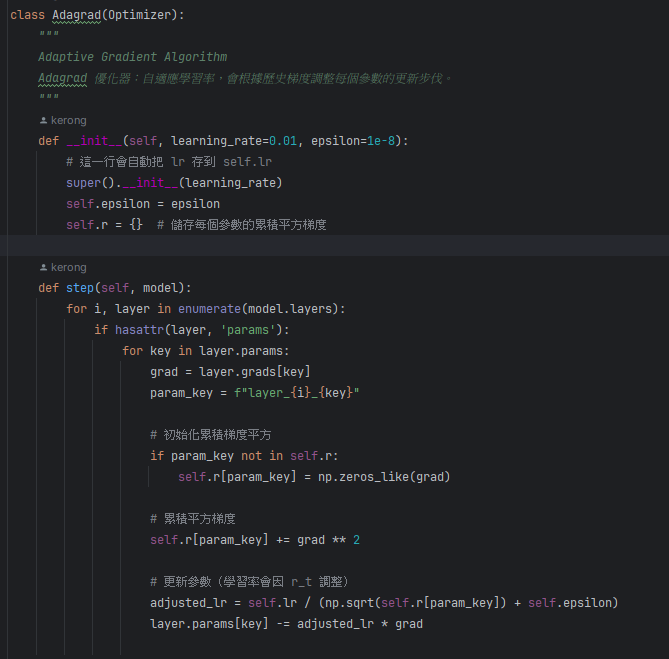 class Adagrad(Optimizer):
"""
Adaptive Gradient Algorithm
Adagrad 優化器：自適應學習率，會根據歷史梯度調整每個參數的更新步伐。
"""
kerong
def __init__(self, learning_rate=0.01, epsilon=1e-8):
# 這一行會自動把 lr 存到 self.lr
super().__init__(learning_rate)
self.epsilon = epsilon
self.r = {}  # 儲存每個參數的累積平方梯度
kerong
def step(self, model):
for i, layer in enumerate(model.layers):
if hasattr(layer, 'params'):
for key in layer.params:
grad = layer.grads[key]
param_key = f"layer_{i}_{key}"
# 初始化累積梯度平方
if param_key not in self.r:
self.r[param_key] = np.zeros_like(grad)
# 累積平方梯度
self.r[param_key] += grad ** 2
# 更新參數（學習率會因 r_t 調整）
adjusted_lr = self.lr / (np.sqrt(self.r[param_key]) + self.epsilon)
layer.params[key] -= adjusted_lr * grad